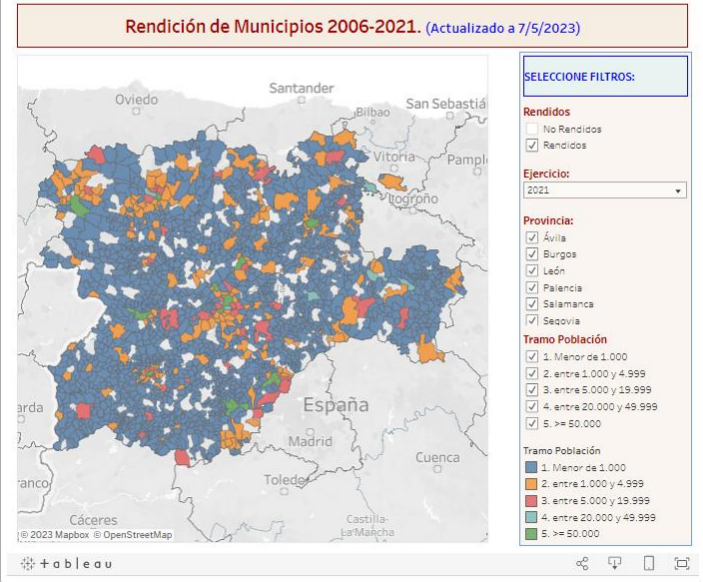 Rendición de Municipios 2006-2021. (Actualizado a 7/5/2023)
SELECCIONE FILTROS:
Rendidos
No Rendidos
Rendidos
Ejercicio:
2021
Provincia:
Ávila
Burgos
León
Palencia
Salamanca
Segovia
Tramo Población
1. Menor de 1.000
2. entre 1.000 y 4.999
3. entre 5.000 y 19.999
4. entre 20.000 y 49.999
5. >= 50.000
Tramo Población
1. Menor de 1.000
2. entre 1.000 y 4.999
3. entre 5.000 y 19.999
4. entre 20.000 y 49.999
5. >= 50.000
Santander
Oviedo
San Sebastiá
Bilbao
Vitoria
Pampl
Logroño
España
arda
Madrid
Cuenca
Toledo
ranco
Cáceres
Castilla-
La Mancha
© 2023 Mapbox © OpenStreetMap
+ a b l e a u